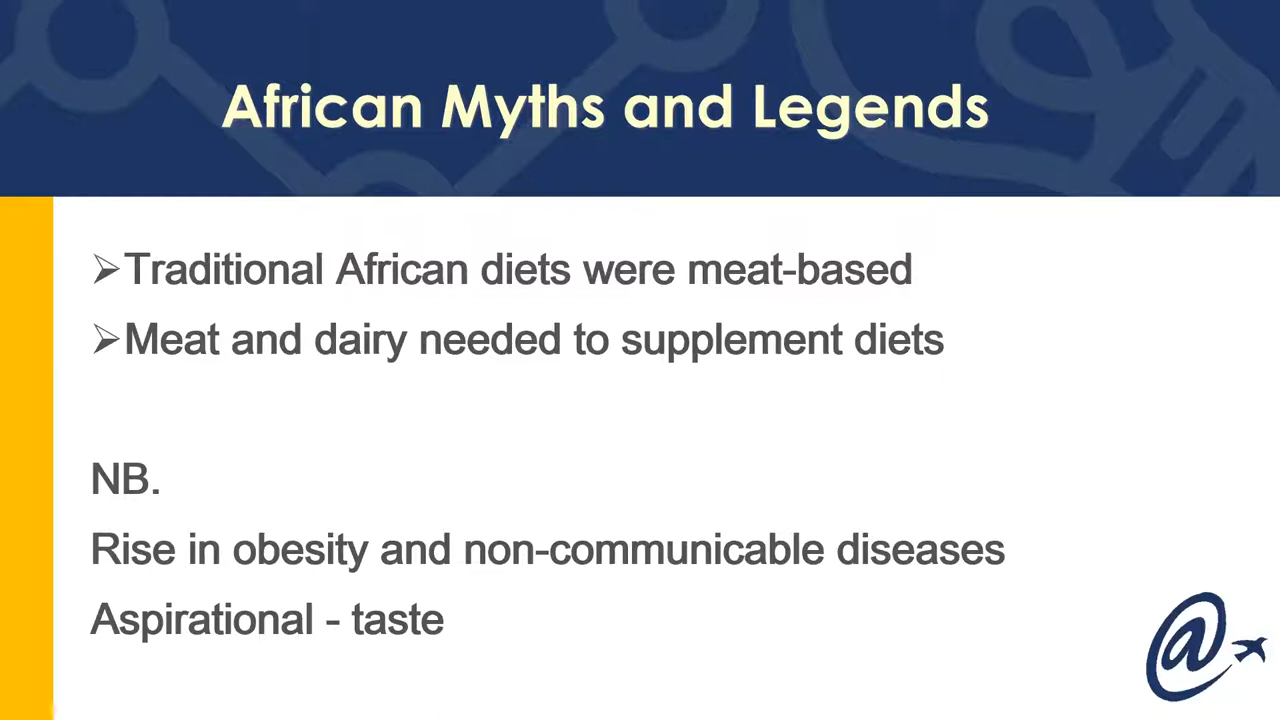 African Myths and Legends
➢Traditional African diets were meat-based
➢Meat and dairy needed to supplement diets
NB.
Rise in obesity and non-communicable diseases
Aspirational - taste
@